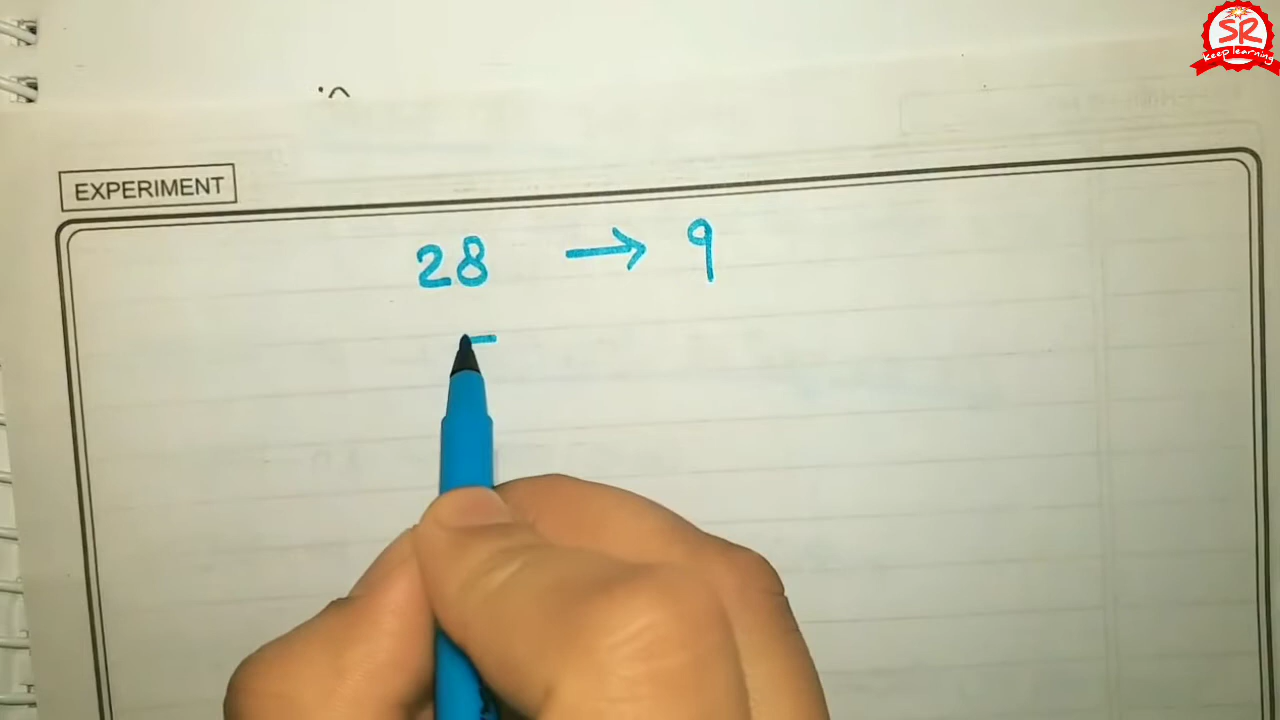 SR
keep learning
EXPERIMENT
28 → 9